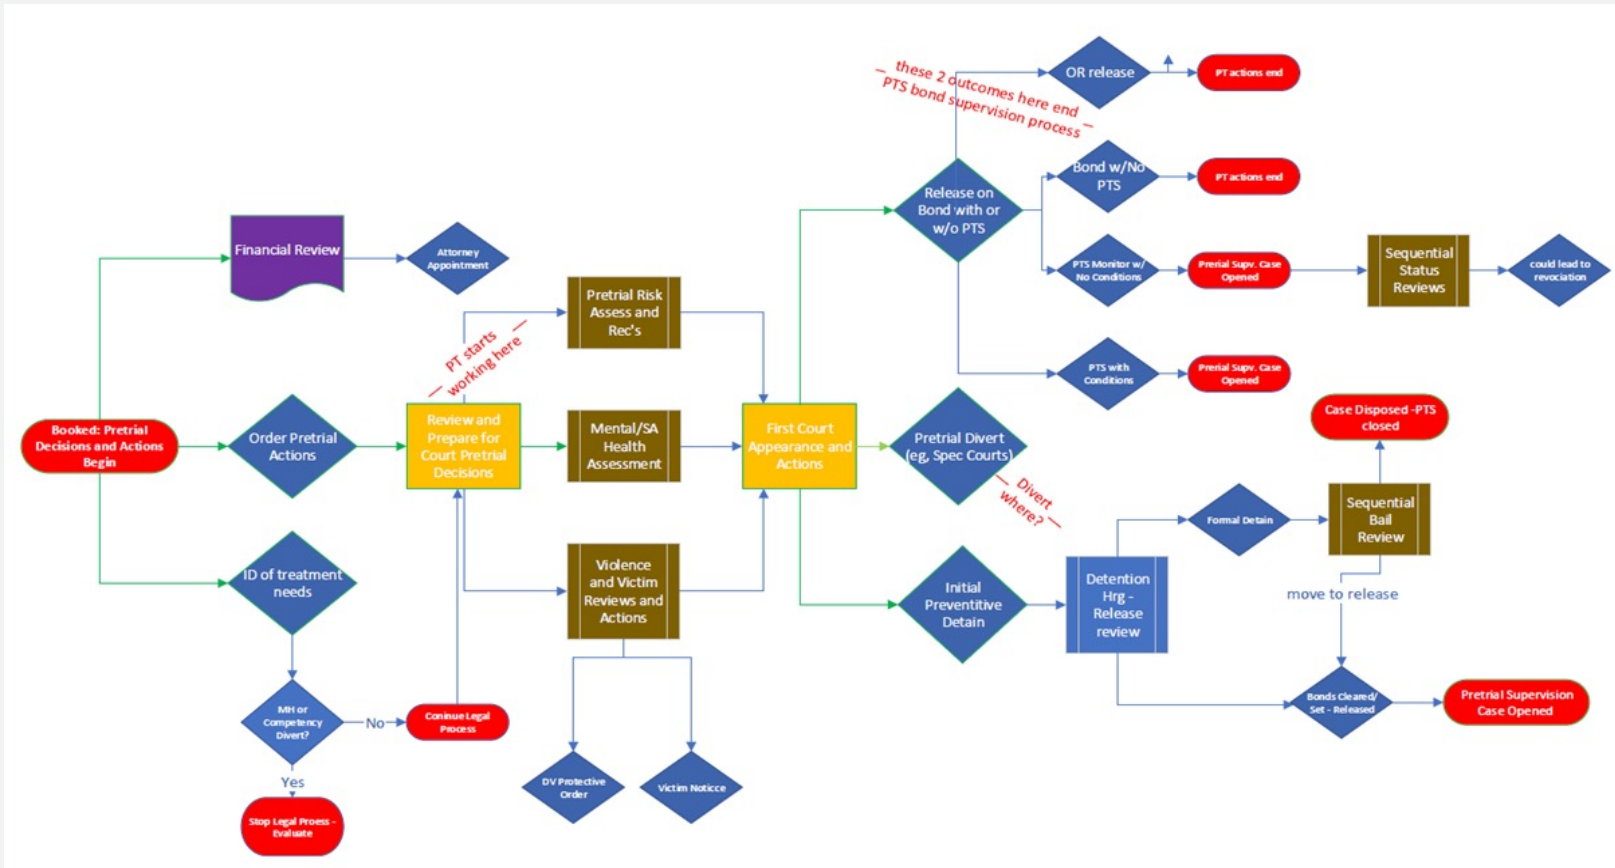 these 2 outcomes here end
PTS bond supervision process
OR release
PT actions end
Bond w/No
PTS
PT actions end
Release on
Bond with or
w/o PTS
Financial Review
Attorney
Appointment
PTS Monitor w/
No Conditions
Prerial Supv. Case
Opened
Sequential
Status
Reviews
could lead to
revociation
Pretrial Risk
Assess and
Rec's
PT starts
working here
PTS with
Conditions
Prerial Supv. Case
Opened
Booked: Pretrial
Decisions and Actions
Begin
Order Pretrial
Actions
Review and
Prepare for
Court Pretrial
Decisions
Mental/SA
Health
Assessment
First Court
Appearance and
Actions
Pretrial Divert
(eg, Spec Courts)
Divert
where?
Case Disposed -PTS
closed
Formal Detain
Sequential
Bail
Review
ID of treatment
needs
Violence
and Victim
Reviews and
Actions
Initial
Preventitive
Detain
Detention
Hrg -
Release
review
move to release
MH or
Competency
Divert?
No
Coninue Legal
Process
Bonds Cleared/
Set - Released
Pretrial Supervision
Case Opened
Yes
DV Protective
Order
Victim Noticce
Stop Legal Proess -
Evaluate